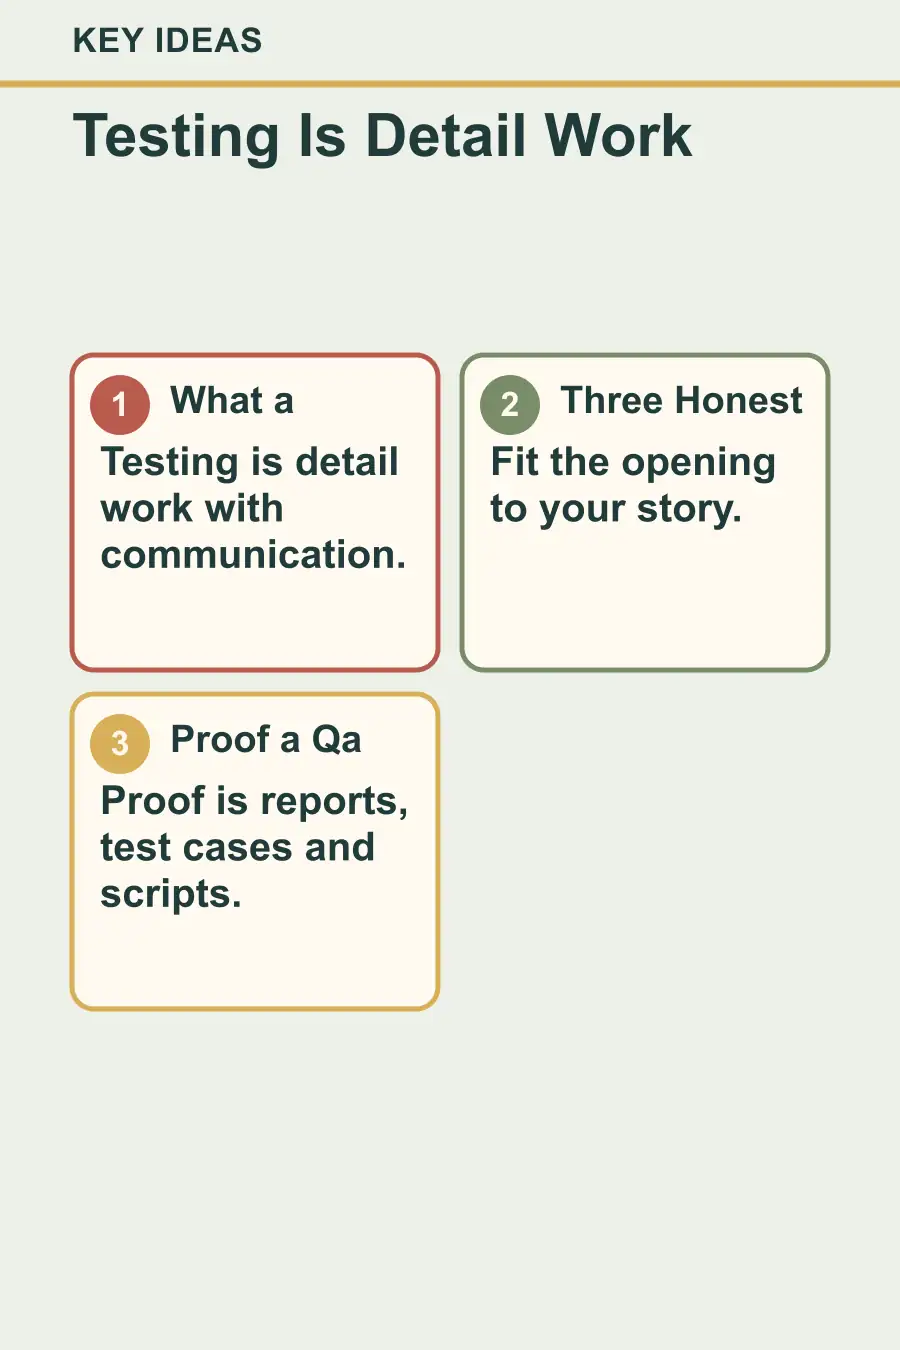 KEY IDEAS
Testing Is Detail Work
1
What a
Testing is detail
work with
communication.
2
Three Honest
Fit the opening
to your story.
3
Proof a Qa
Proof is reports,
test cases and
scripts.